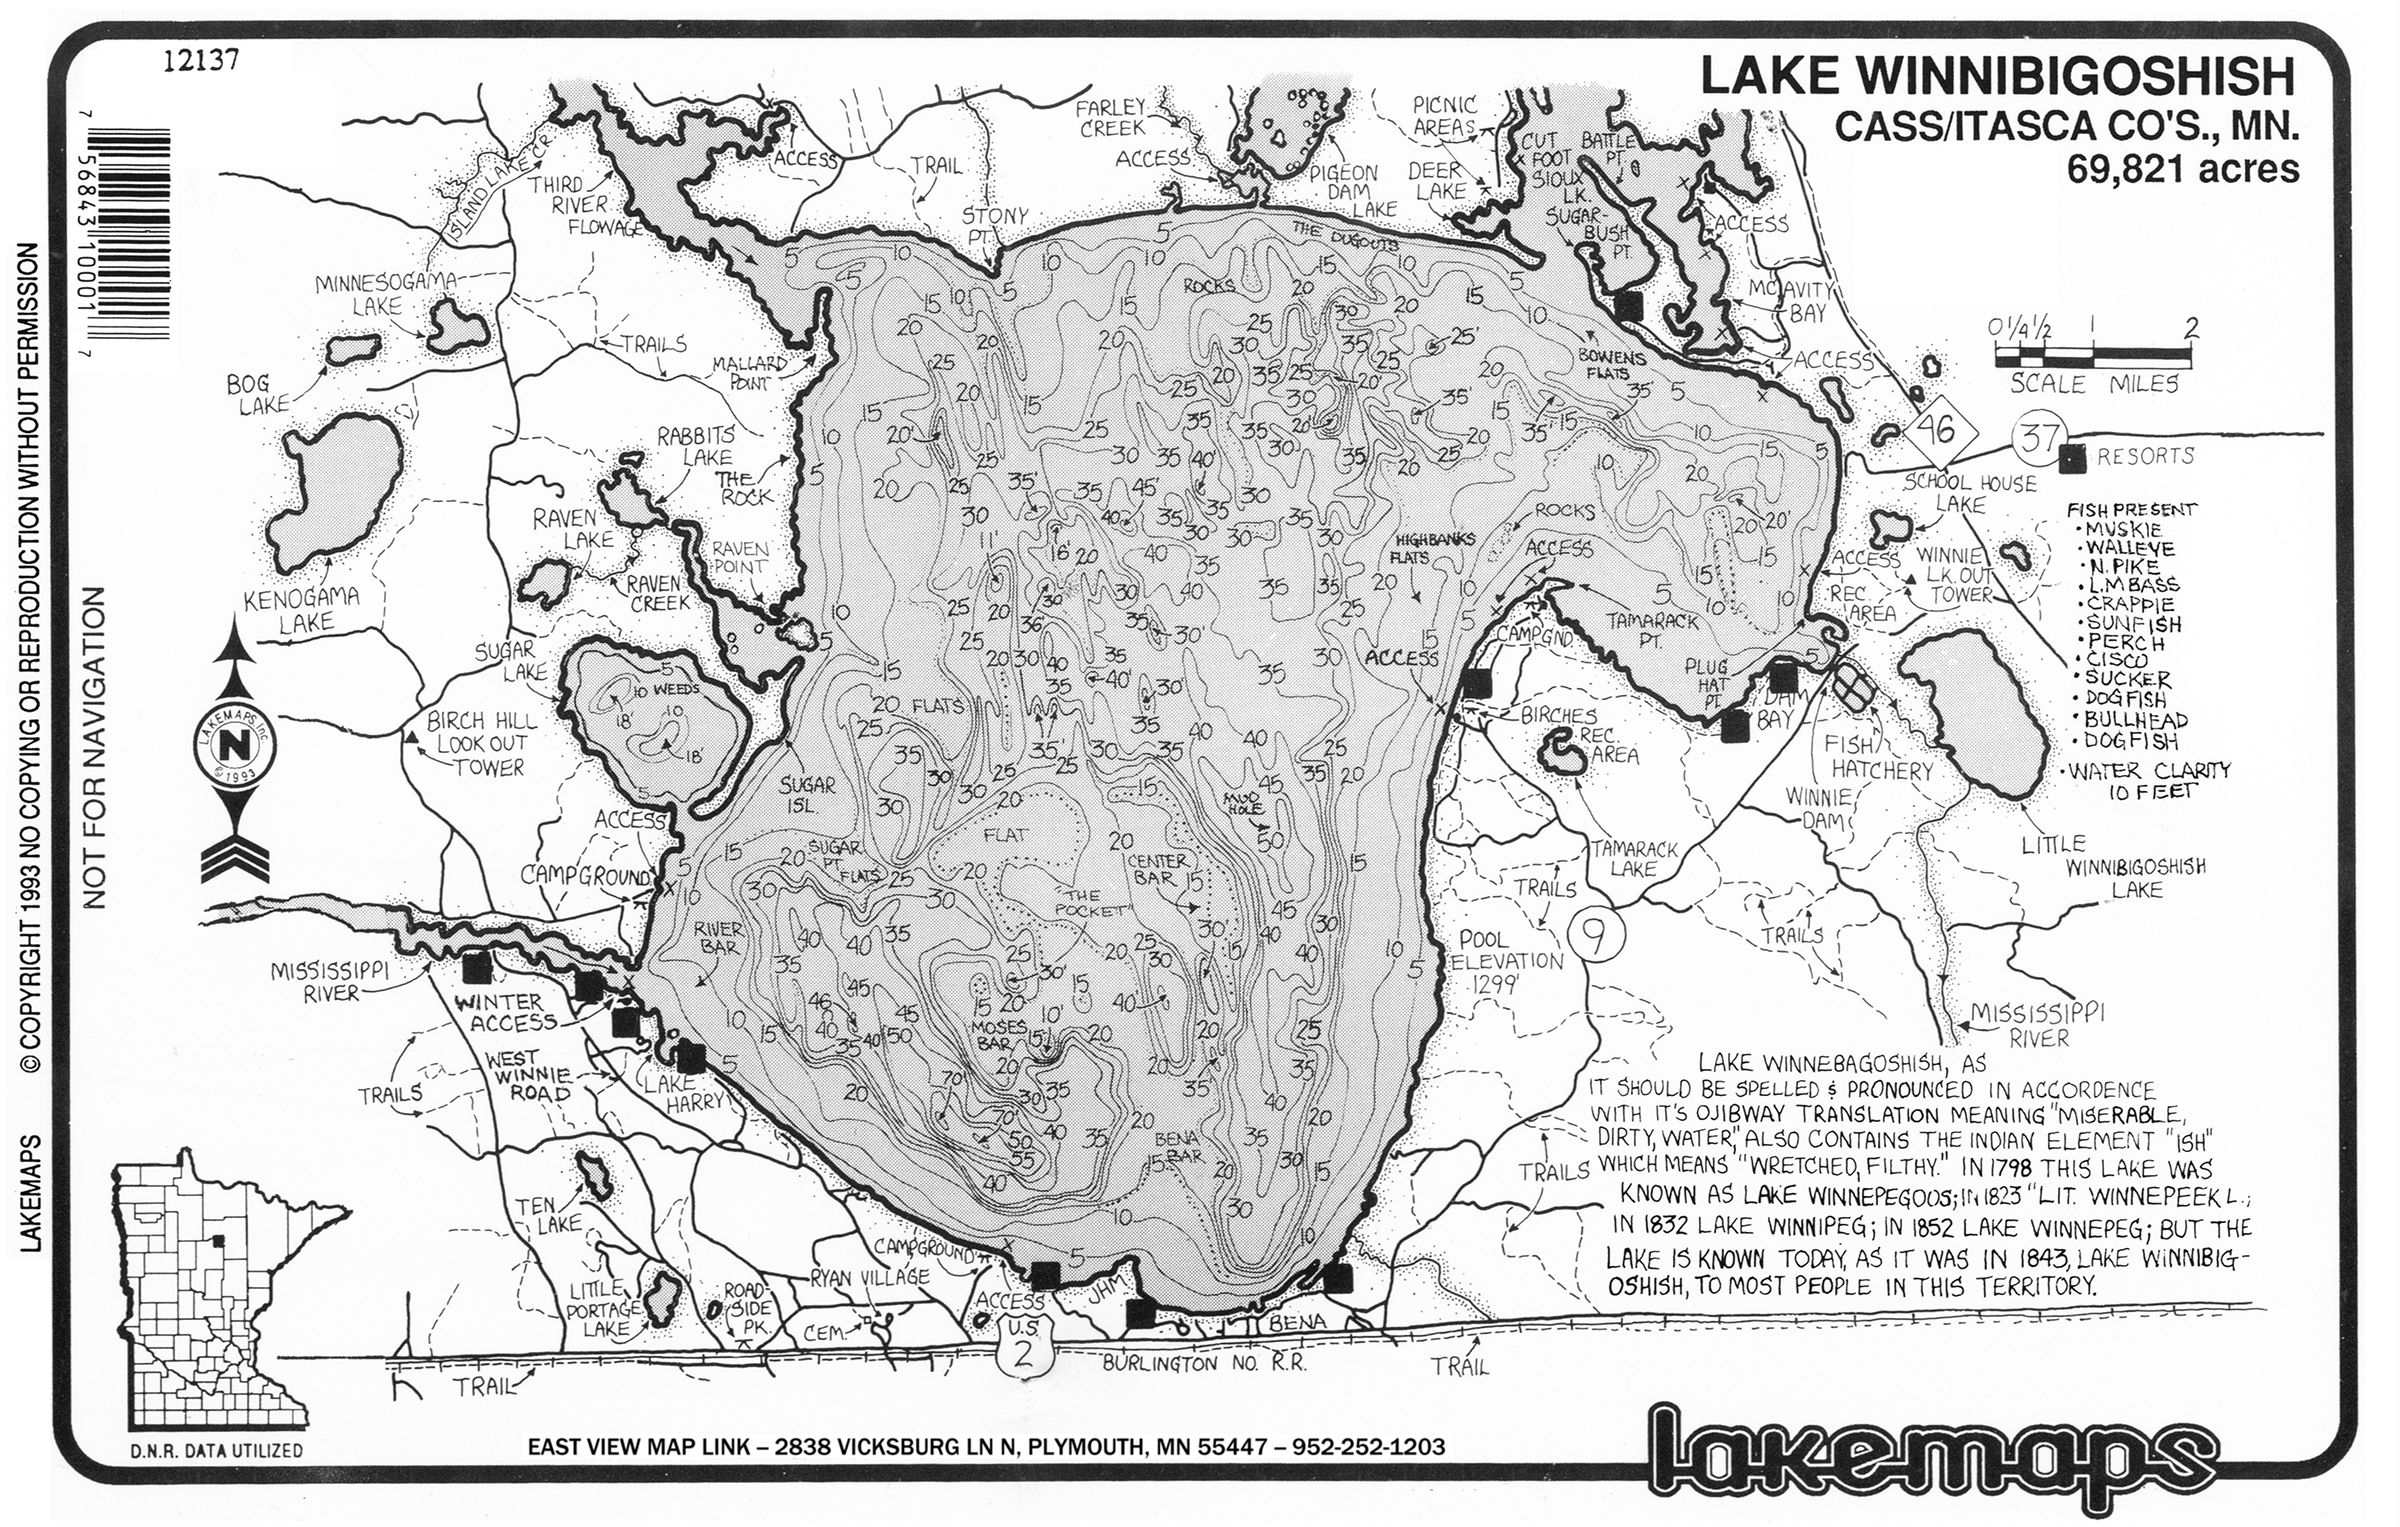 12137
LAKE WINNIBIGOSHISH
CASS/ITASCA CO'S., MN.
69,821 acres
7 56843 10001 7
LAKEMAPS © COPYRIGHT 1993 NO COPYING OR REPRODUCTION WITHOUT PERMISSION
NOT FOR NAVIGATION
ISLAND LAKE CR.
THIRD
RIVER
FLOWAGE
ACCESS
TRAIL
STONY
PT.
FARLEY
CREEK
ACCESS
PIGEON
DAM
LAKE
PICNIC
AREAS
DEER
LAKE
CUT
FOOT
SIOUX
LK.
BATTLE
PT.
SUGAR-
BUSH
PT.
ACCESS
MCAVITY
BAY
ACCESS
0 1/4 1/2 1 2
SCALE MILES
46
37
RESORTS
SCHOOL HOUSE
LAKE
FISH PRESENT
• MUSKIE
• WALLEYE
• N. PIKE
• L.M BASS
• CRAPPIE
• SUNFISH
• PERCH
• CISCO
• SUCKER
• DOGFISH
• BULLHEAD
• DOGFISH
• WATER CLARITY
10 FEET
MINNESOGAMA
LAKE
BOG
LAKE
TRAILS
MALLARD
POINT
RABBITS
LAKE
THE
ROCK
RAVEN
LAKE
RAVEN
POINT
RAVEN
CREEK
KENOGAMA
LAKE
SUGAR
LAKE
5
10 WEEDS
18'
10
18'
5
BIRCH HILL
LOOK OUT
TOWER
SUGAR
ISL.
ACCESS
CAMPGROUND
LAKEMAPS INC
N
© 1993
THE DUGOUTS
ROCKS
BOWENS
FLATS
HIGHBANKS
FLATS
ROCKS
ACCESS
ACCESS
CAMPGND
TAMARACK
PT.
PLUG
HAT
PT.
DAM
BAY
ACCESS
REC.
AREA
WINNIE
LK. OUT
TOWER
FISH
HATCHERY
WINNIE
DAM
LITTLE
WINNIBIGOSHISH
LAKE
BIRCHES
REC.
AREA
TAMARACK
LAKE
TRAILS
9
TRAILS
POOL
ELEVATION
1299'
MISSISSIPPI
RIVER
FLATS
FLAT
SUGAR
PT.
FLATS
MUD
HOLE
CENTER
BAR
"THE
POCKET"
RIVER
BAR
MOSES
BAR
BENA
BAR
MISSISSIPPI
RIVER
WINTER
ACCESS
TRAILS
WEST
WINNIE
ROAD
LAKE
HARRY
TEN
LAKE
LITTLE
PORTAGE
LAKE
ROAD-
SIDE
PK.
RYAN VILLAGE
CEM.
CAMPGROUND
ACCESS
JHM
BENA
U.S.
2
BURLINGTON NO. R.R.
TRAIL
TRAIL
TRAILS
LAKE WINNEBAGOSHISH, AS
IT SHOULD BE SPELLED & PRONOUNCED IN ACCORDENCE
WITH IT'S OJIBWAY TRANSLATION MEANING "MISERABLE,
DIRTY, WATER," ALSO CONTAINS THE INDIAN ELEMENT "ISH"
WHICH MEANS "WRETCHED, FILTHY." IN 1798 THIS LAKE WAS
KNOWN AS LAKE WINNEPEGOOS; IN 1823 "LIT. WINNEPEEK L.;
IN 1832 LAKE WINNIPEG; IN 1852 LAKE WINNEPEG; BUT THE
LAKE IS KNOWN TODAY, AS IT WAS IN 1843, LAKE WINNIBIG-
OSHISH, TO MOST PEOPLE IN THIS TERRITORY.
D.N.R. DATA UTILIZED
EAST VIEW MAP LINK – 2838 VICKSBURG LN N, PLYMOUTH, MN 55447 – 952-252-1203
lakemaps